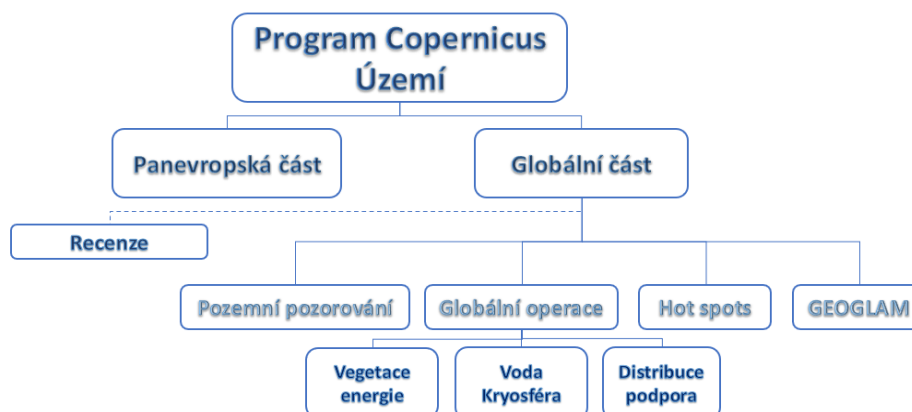 Program Copernicus
Území
Panevropská část
Globální část
Recenze
Pozemní pozorování
Globální operace
Hot spots
GEOGLAM
Vegetace
energie
Voda
Kryosféra
Distribuce
podpora